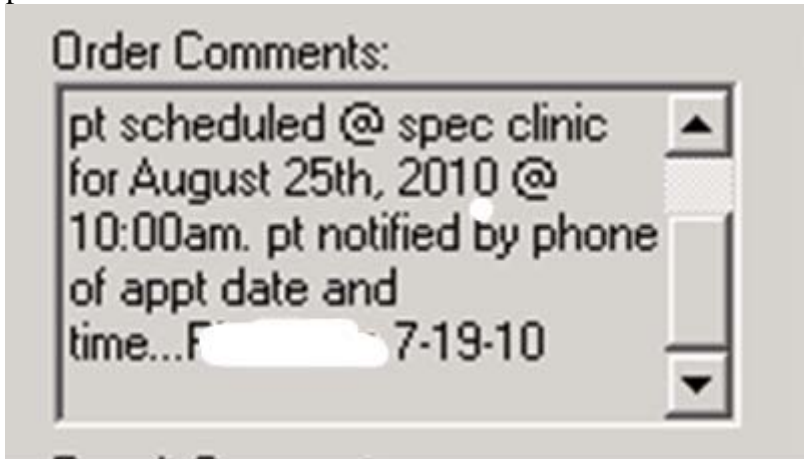 Order Comments:
pt scheduled @ spec clinic
for August 25th, 2010 @
10:00am. pt notified by phone
of appt date and
time... 7-19-10